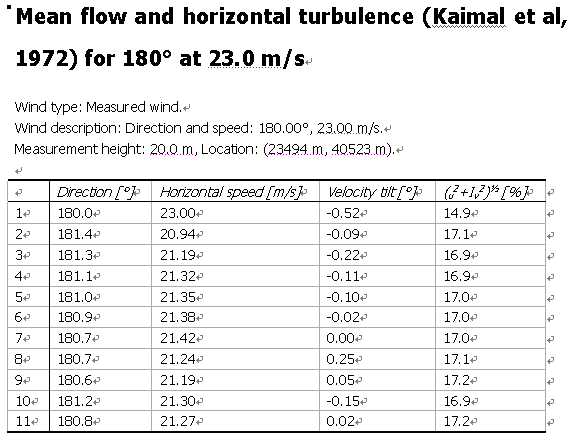 Mean flow and horizontal turbulence (Kaimal et al,
1972) for 180° at 23.0 m/s
Wind type: Measured wind.
Wind description: Direction and speed: 180.00°, 23.00 m/s.
Measurement height: 20.0 m, Location: (23494 m, 40523 m).
Direction [°] Horizontal speed [m/s] Velocity tilt [°] (ᵤ²+Iᵥ²)^½ [%]
1 180.0 23.00 -0.52 14.9
2 181.4 20.94 -0.09 17.1
3 181.3 21.19 -0.22 16.9
4 181.1 21.32 -0.11 16.9
5 181.0 21.35 -0.10 17.0
6 180.9 21.38 -0.02 17.0
7 180.7 21.42 0.00 17.0
8 180.7 21.24 0.25 17.1
9 180.6 21.19 0.05 17.2
10 181.2 21.30 -0.15 16.9
11 180.8 21.27 0.02 17.2